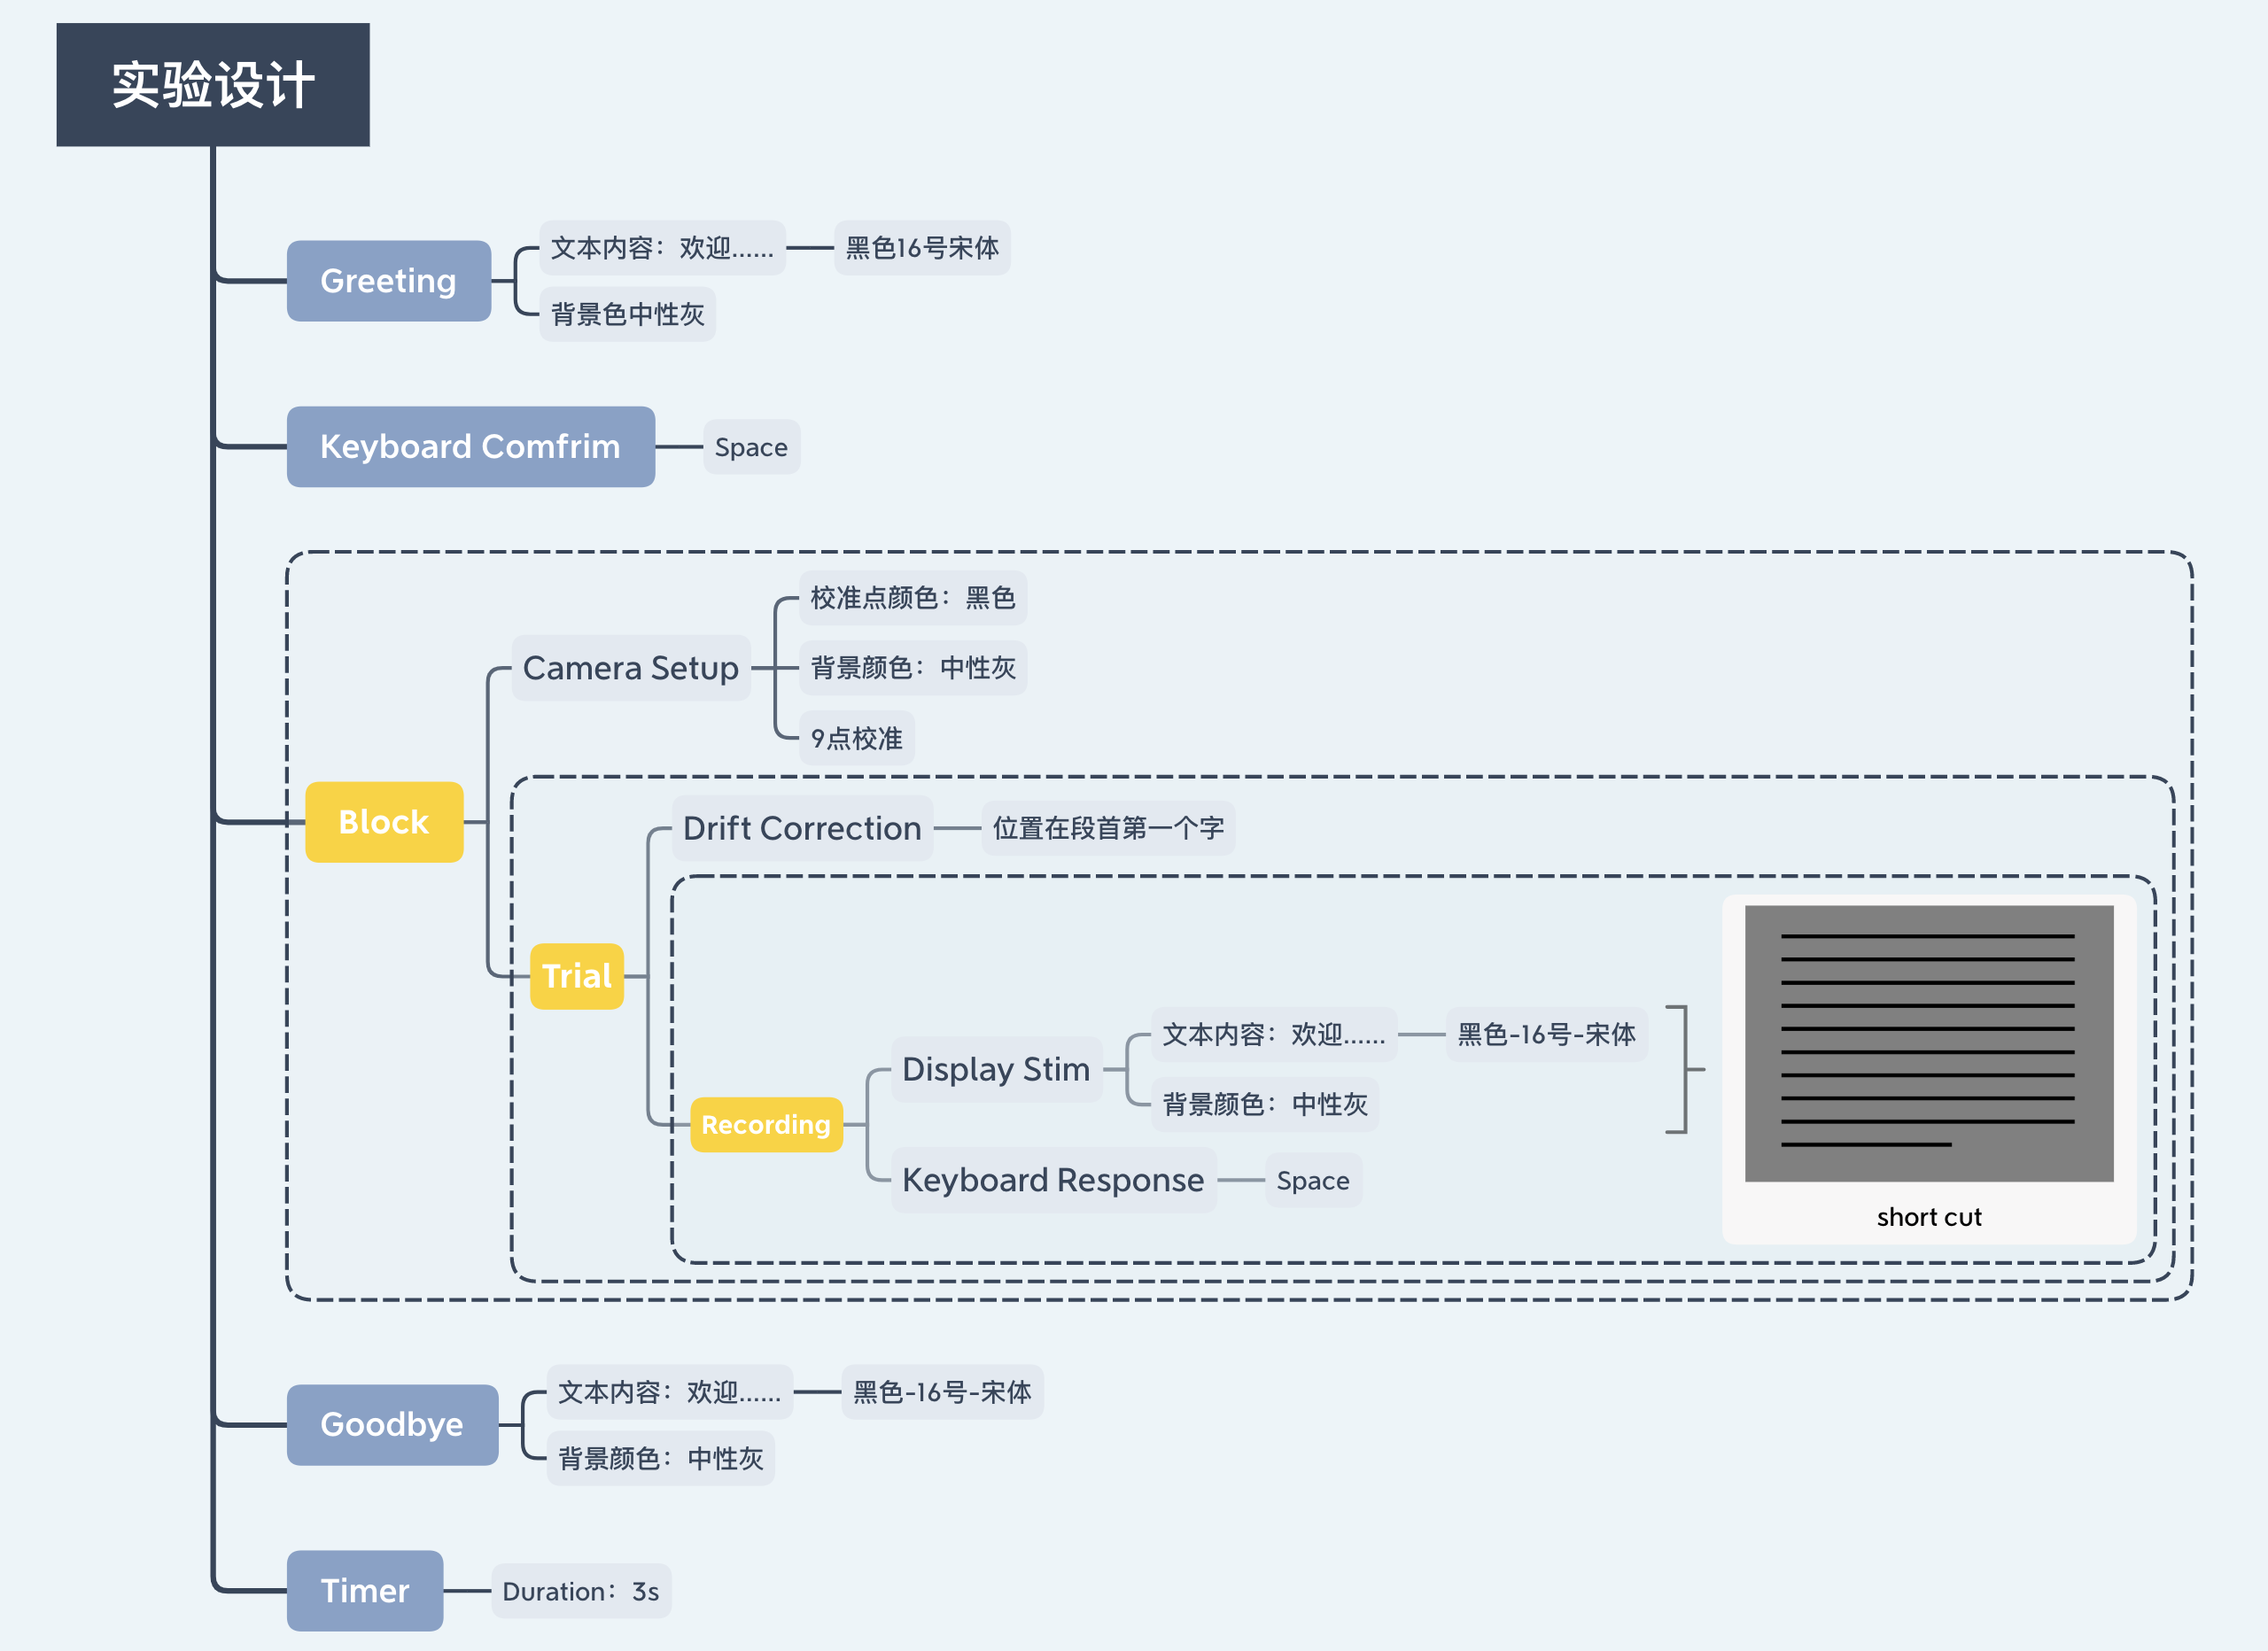 实验设计
Greeting
文本内容：欢迎......
黑色16号宋体
背景色中性灰
Keyboard Comfrim
Space
Block
Camera Setup
校准点颜色：黑色
背景颜色：中性灰
9点校准
Trial
Drift Correction
位置在段首第一个字
Recording
Display Stim
文本内容：欢迎......
黑色-16号-宋体
背景颜色：中性灰
Keyboard Response
Space
short cut
Goodbye
文本内容：欢迎......
黑色-16号-宋体
背景颜色：中性灰
Timer
Duration：3s